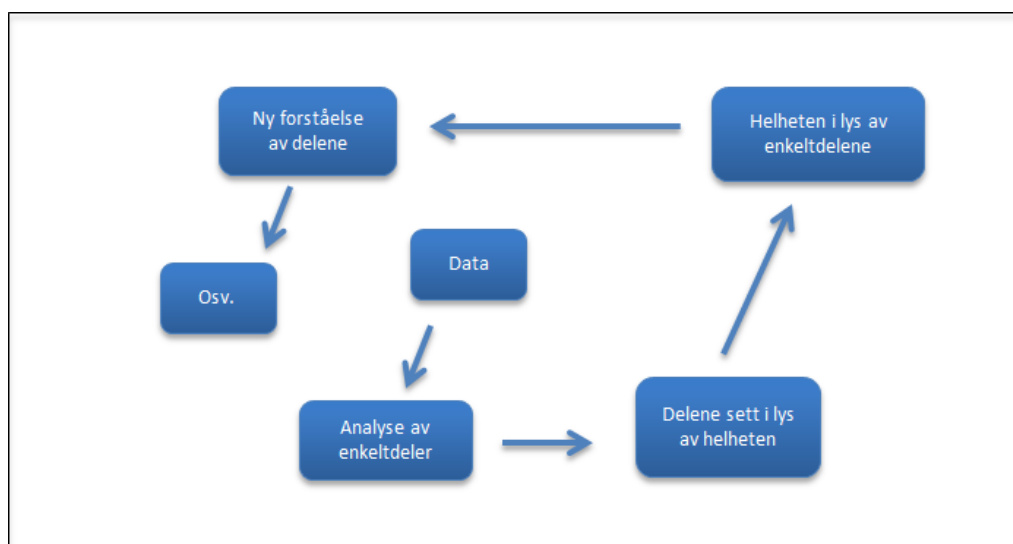 Ny forståelse
av delene
Helheten i lys av
enkeltdelene
Data
Osv.
Analyse av
enkeltdeler
Delene sett i lys
av helheten